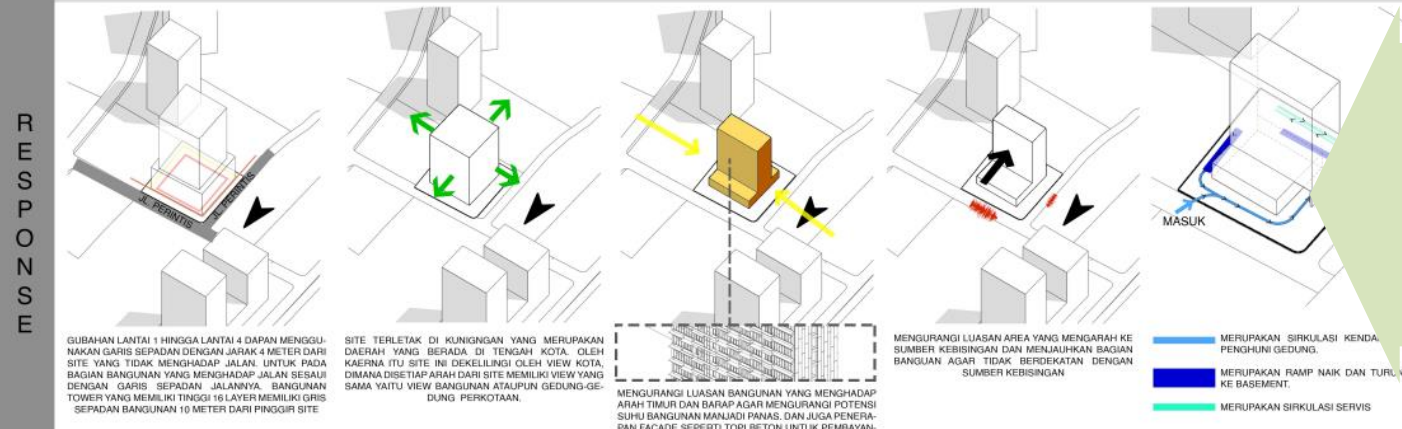 RESPONSE
JL. PERINTIS
JL. PERINTIS
GUBAHAN LANTAI 1 HINGGA LANTAI 4 DAPAN MENGGU-
NAKAN GARIS SEPADAN DENGAN JARAK 4 METER DARI
SITE YANG TIDAK MENGHADAP JALAN. UNTUK PADA
BAGIAN BANGUNAN YANG MENGHADAP JALAN SESAUI
DENGAN GARIS SEPADAN JALANNYA. BANGUNAN
TOWER YANG MEMILIKI TINGGI 16 LAYER MEMILIKI GRIS
SEPADAN BANGUNAN 10 METER DARI PINGGIR SITE
SITE TERLETAK DI KUNIGNGAN YANG MERUPAKAN
DAERAH YANG BERADA DI TENGAH KOTA. OLEH
KAERNA ITU SITE INI DEKELILINGI OLEH VIEW KOTA,
DIMANA DISETIAP ARAH DARI SITE MEMILIKI VIEW YANG
SAMA YAITU VIEW BANGUNAN ATAUPUN GEDUNG-GE-
DUNG PERKOTAAN.
MENGURANGI LUASAN BANGUNAN YANG MENGHADAP
ARAH TIMUR DAN BARAP AGAR MENGURANGI POTENSI
SUHU BANGUNAN MANJADI PANAS. DAN JUGA PENERA-
PAN FACADE SEPERTI TOPI BETON UNTUK PEMBAYAN-
MENGURANGI LUASAN AREA YANG MENGARAH KE
SUMBER KEBISINGAN DAN MENJAUHKAN BAGIAN
BANGUAN AGAR TIDAK BERDEKATAN DENGAN
SUMBER KEBISINGAN
MASUK
MERUPAKAN SIRKULASI
PENGHUNI GEDUNG.
MERUPAKAN RAMP NAIK DAN
KE BASEMENT.
MERUPAKAN SIRKULASI SERVIS